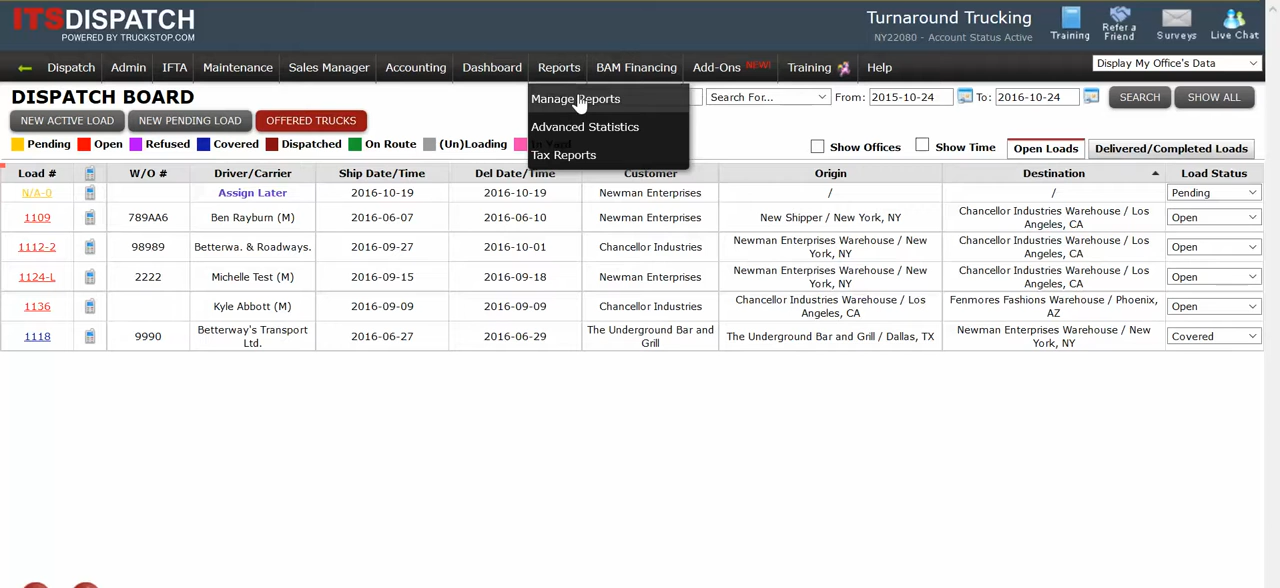 ITSDISPATCH
POWERED BY TRUCKSTOP.COM
Turnaround Trucking
NY22080 - Account Status Active
Training
Refer a
Friend
Surveys
Live Chat
Dispatch Admin IFTA Maintenance Sales Manager Accounting Dashboard Reports BAM Financing Add-Ons NEW! Training Help
Display My Office's Data
Manage Reports
Advanced Statistics
Tax Reports
DISPATCH BOARD
Search For... From: 2015-10-24 To: 2016-10-24 SEARCH SHOW ALL
NEW ACTIVE LOAD NEW PENDING LOAD OFFERED TRUCKS
Pending Open Refused Covered Dispatched On Route (Un)Loading
Show Offices Show Time Open Loads Delivered/Completed Loads
Load # W/O # Driver/Carrier Ship Date/Time Del Date/Time Customer Origin Destination Load Status
N/A-0 Assign Later 2016-10-19 2016-10-19 Newman Enterprises / / Pending
1109 789AA6 Ben Rayburn (M) 2016-06-07 2016-06-10 Newman Enterprises New Shipper / New York, NY Chancellor Industries Warehouse / Los
Angeles, CA Open
1112-2 98989 Betterwa. & Roadways. 2016-09-27 2016-10-01 Chancellor Industries Newman Enterprises Warehouse / New
York, NY Chancellor Industries Warehouse / Los
Angeles, CA Open
1124-L 2222 Michelle Test (M) 2016-09-15 2016-09-18 Newman Enterprises Newman Enterprises Warehouse / New
York, NY Chancellor Industries Warehouse / Los
Angeles, CA Open
1136 Kyle Abbott (M) 2016-09-09 2016-09-09 Chancellor Industries Chancellor Industries Warehouse / Los
Angeles, CA Fenmores Fashions Warehouse / Phoenix,
AZ Open
1118 9990 Betterway's Transport
Ltd. 2016-06-27 2016-06-29 The Underground Bar and
Grill The Underground Bar and Grill / Dallas, TX Newman Enterprises Warehouse / New
York, NY Covered